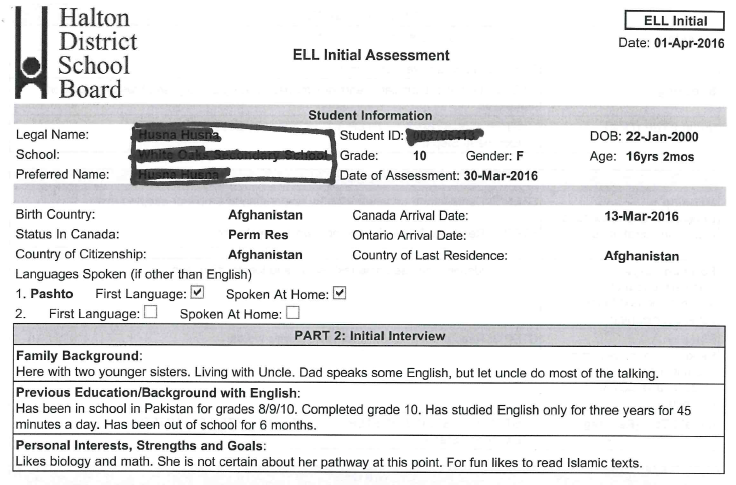 Halton
District
School
Board
ELL Initial
Date: 01-Apr-2016
ELL Initial Assessment
Student Information
Legal Name: Student ID: DOB: 22-Jan-2000
School: Grade: 10 Gender: F Age: 16yrs 2mos
Preferred Name: Date of Assessment: 30-Mar-2016
Birth Country: Afghanistan Canada Arrival Date: 13-Mar-2016
Status In Canada: Perm Res Ontario Arrival Date:
Country of Citizenship: Afghanistan Country of Last Residence: Afghanistan
Languages Spoken (if other than English)
1. Pashto First Language: ☑ Spoken At Home: ☑
2. First Language: ☐ Spoken At Home: ☐
PART 2: Initial Interview
Family Background:
Here with two younger sisters. Living with Uncle. Dad speaks some English, but let uncle do most of the talking.
Previous Education/Background with English:
Has been in school in Pakistan for grades 8/9/10. Completed grade 10. Has studied English only for three years for 45
minutes a day. Has been out of school for 6 months.
Personal Interests, Strengths and Goals:
Likes biology and math. She is not certain about her pathway at this point. For fun likes to read Islamic texts.